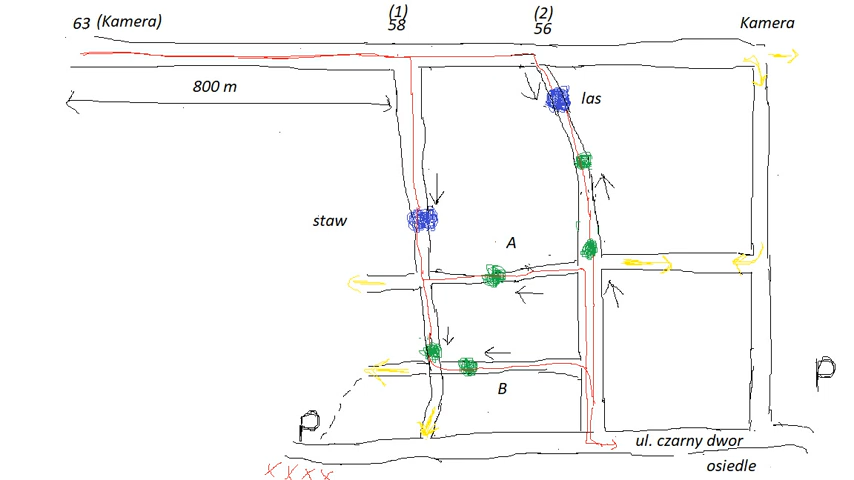 63 (Kamera)
(1)
58
(2)
56
Kamera
800 m
las
staw
A
B
P
P
ul. czarny dwor
osiedle
X X X X